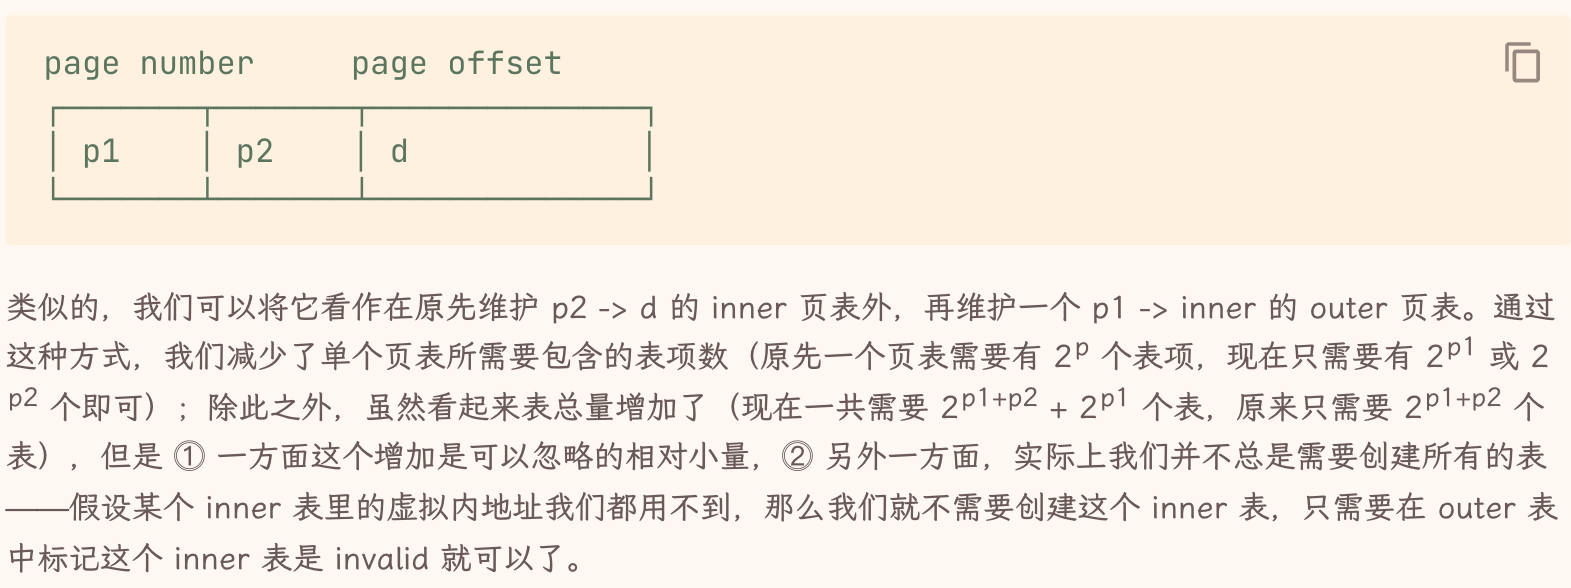 page number     page offset
p1 p2 d
类似的，我们可以将它看作在原先维护 p2 -> d 的 inner 页表外，再维护一个 p1 -> inner 的 outer 页表。通过
这种方式，我们减少了单个页表所需要包含的表项数（原先一个页表需要有 2^p 个表项，现在只需要有 2^p1 或 2
^p2 个即可）；除此之外，虽然看起来表总量增加了（现在一共需要 2^p1+p2 + 2^p1 个表，原来只需要 2^p1+p2 个
表），但是 ① 一方面这个增加是可以忽略的相对小量，② 另外一方面，实际上我们并不总是需要创建所有的表
——假设某个 inner 表里的虚拟内地址我们都用不到，那么我们就不需要创建这个 inner 表，只需要在 outer 表
中标记这个 inner 表是 invalid 就可以了。